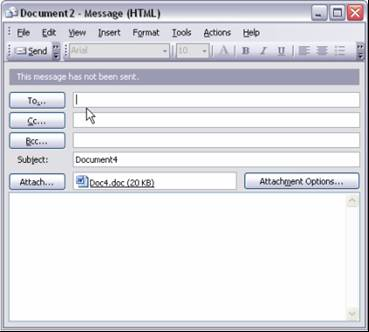 Document2 - Message (HTML)
File Edit View Insert Format Tools Actions Help
Send Arial 10 A B I U
This message has not been sent.
To...
Cc...
Bcc...
Subject: Document4
Attach... Doc4.doc (20 KB) Attachment Options...